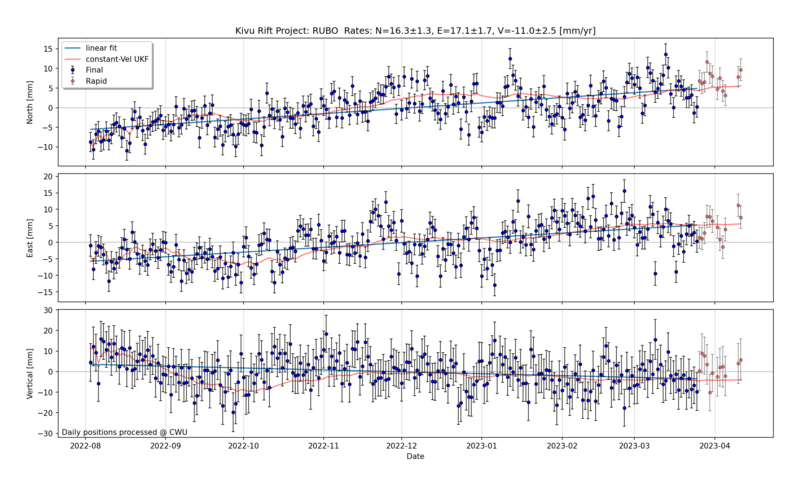 Kivu Rift Project: RUBO Rates: N=16.3±1.3, E=17.1±1.7, V=-11.0±2.5 [mm/yr]
linear fit
constant-Vel UKF
Final
Rapid
North [mm]
15
10
5
0
−5
−10
East [mm]
20
15
10
5
0
−5
−10
−15
Vertical [mm]
30
20
10
0
−10
−20
−30
Daily positions processed @ CWU
2022-08 2022-09 2022-10 2022-11 2022-12 2023-01 2023-02 2023-03 2023-04
Date